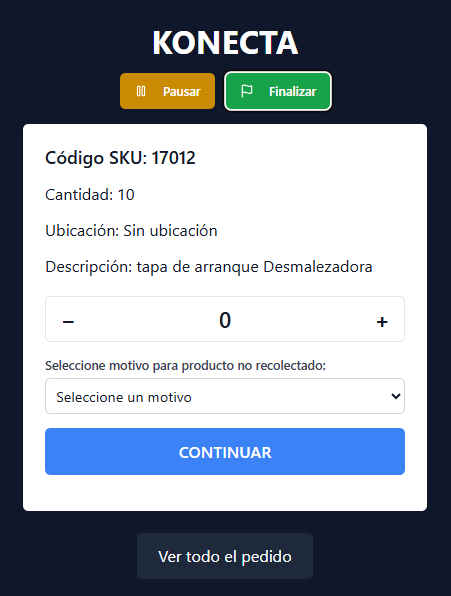 KONECTA
Pausar
Finalizar
Código SKU: 17012
Cantidad: 10
Ubicación: Sin ubicación
Descripción: tapa de arranque Desmalezadora
− 0 +
Seleccione motivo para producto no recolectado:
Seleccione un motivo
CONTINUAR
Ver todo el pedido